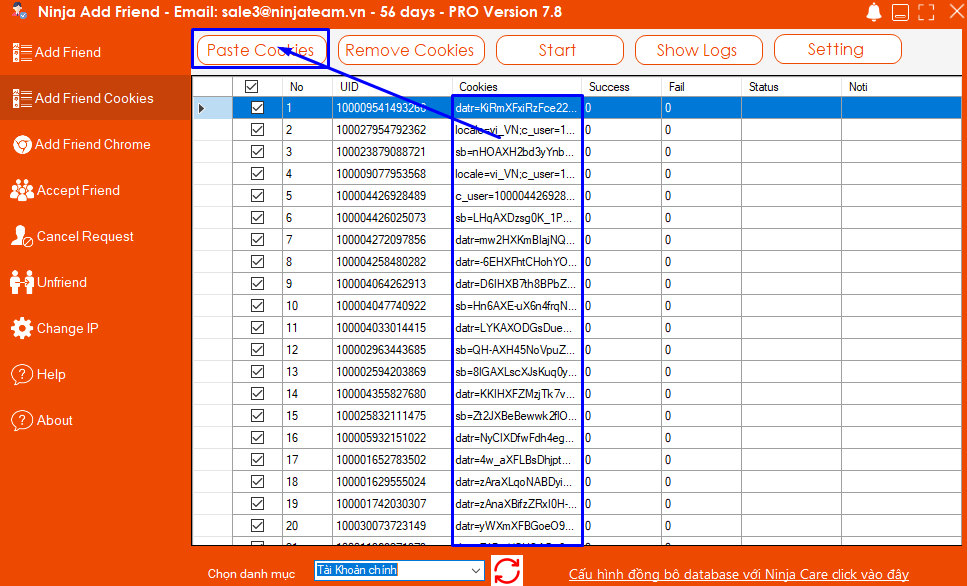 Ninja Add Friend - Email: sale3@ninjateam.vn - 56 days - PRO Version 7.8
Add Friend
Add Friend Cookies
Add Friend Chrome
Accept Friend
Cancel Request
Unfriend
Change IP
Help
About
Paste Cookies Remove Cookies Start Show Logs Setting
No UID Cookies Success Fail Status Noti
1 100009541493266 datr=KiRmXFxiRzFce22... 0 0
2 100027954792362 locale=vi_VN;c_user=1... 0 0
3 100023879088721 sb=nHOAXH2bd3yYnb... 0 0
4 100009077953568 locale=vi_VN;c_user=1... 0 0
5 100004426928489 c_user=100004426928... 0 0
6 100004426025073 sb=LHqAXDzsg0K_1P... 0 0
7 100004272097856 datr=mw2HXKmBlajNQ... 0 0
8 100004258480282 datr=-6EHXFhtCHohYO... 0 0
9 100004064262913 datr=D6IHXB7th8BPbZ... 0 0
10 100004047740922 sb=Hn6AXE-uX6n4frqN... 0 0
11 100004033014415 datr=LYKAXODGsDue... 0 0
12 100002963443685 sb=QH-AXH45NoVpuZ... 0 0
13 100002594203869 sb=8IGAXLscXJsKuq0y... 0 0
14 100004355827680 datr=KKIHXFZMzjTk7v... 0 0
15 100025832111475 sb=Zt2JXBeBewwk2flO... 0 0
16 100005932151022 datr=NyCIXDfwFdh4eg... 0 0
17 100001652783502 datr=4w_aXFLBsDhjpt... 0 0
18 100001629555024 datr=zAraXLqoNABDyi... 0 0
19 100001742030307 datr=zAnaXBifzZRxI0H-... 0 0
20 100030073723149 datr=yWXmXFBGoeO9... 0 0
Chọn danh mục Tài Khoản chính Cấu hình đồng bộ database với Ninja Care click vào đây